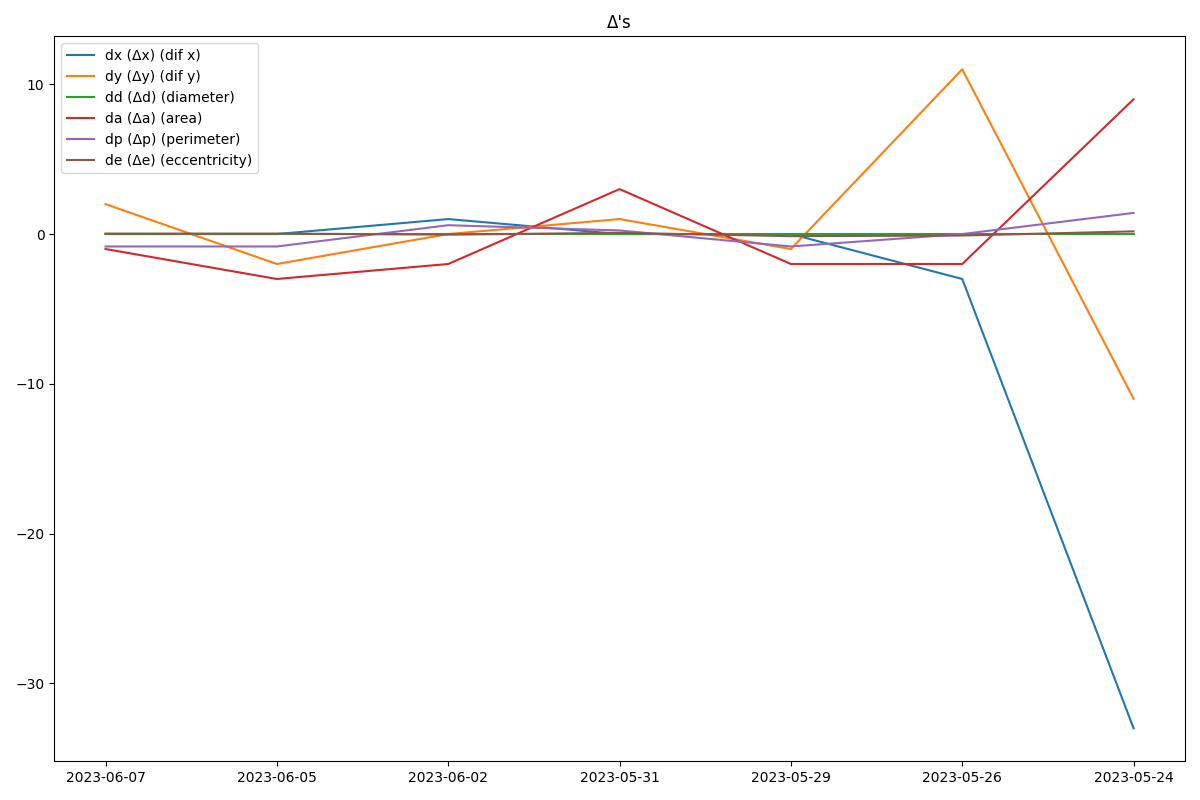 Δ's
dx (Δx) (dif x)
dy (Δy) (dif y)
dd (Δd) (diameter)
da (Δa) (area)
dp (Δp) (perimeter)
de (Δe) (eccentricity)
10
0
−10
−20
−30
2023-06-07 2023-06-05 2023-06-02 2023-05-31 2023-05-29 2023-05-26 2023-05-24